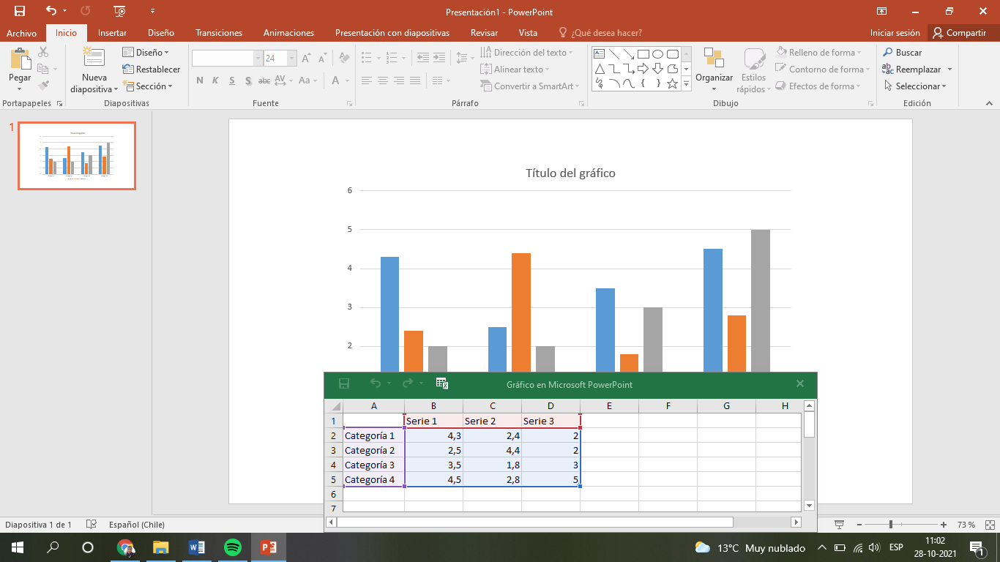 Presentación1 - PowerPoint
Archivo Inicio Insertar Diseño Transiciones Animaciones Presentación con diapositivas Revisar Vista ¿Qué desea hacer? Iniciar sesión Compartir
Pegar
Nueva diapositiva
Diseño
Restablecer
Sección
24
N K S S abc AV Aa A
Dirección del texto
Alinear texto
Convertir a SmartArt
Organizar
Estilos rápidos
Relleno de forma
Contorno de forma
Efectos de forma
Buscar
Reemplazar
Seleccionar
Portapapeles Diapositivas Fuente Párrafo Dibujo Edición
1
Título del gráfico
6
5
4
3
2
Gráfico en Microsoft PowerPoint
A B C D E F G H
1 Serie 1 Serie 2 Serie 3
2 Categoría 1 4,3 2,4 2
3 Categoría 2 2,5 4,4 2
4 Categoría 3 3,5 1,8 3
5 Categoría 4 4,5 2,8 5
6
7
Diapositiva 1 de 1 Español (Chile) 73 %
13°C Muy nublado ESP 11:02
28-10-2021 1